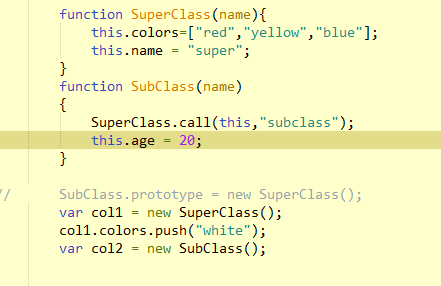 function SuperClass(name){
this.colors=["red","yellow","blue"];
this.name = "super";
}
function SubClass(name)
{
SuperClass.call(this,"subclass");
this.age = 20;
}
// SubClass.prototype = new SuperClass();
var col1 = new SuperClass();
col1.colors.push("white");
var col2 = new SubClass();